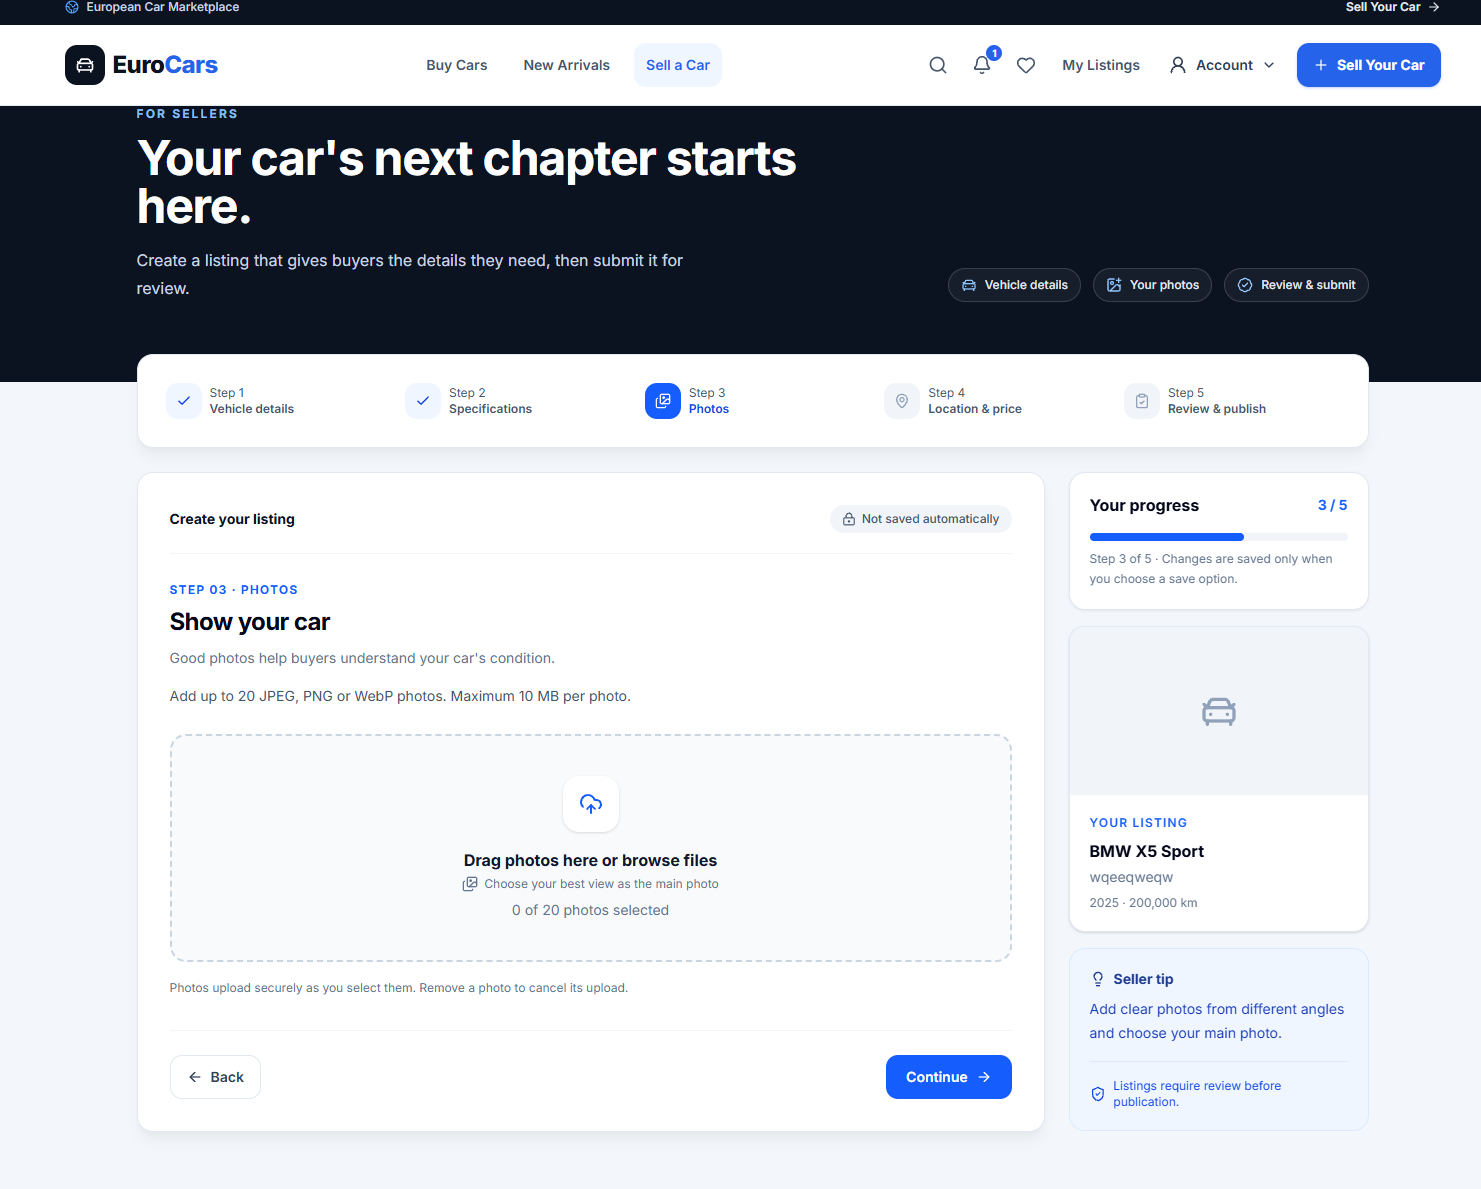 European Car Marketplace
Sell Your Car
EuroCars
Buy Cars
New Arrivals
Sell a Car
1
My Listings
Account
Sell Your Car
FOR SELLERS
Your car's next chapter starts
here.
Create a listing that gives buyers the details they need, then submit it for
review.
Vehicle details
Your photos
Review & submit
Step 1
Vehicle details
Step 2
Specifications
Step 3
Photos
Step 4
Location & price
Step 5
Review & publish
Create your listing
Not saved automatically
STEP 03 · PHOTOS
Show your car
Good photos help buyers understand your car's condition.
Add up to 20 JPEG, PNG or WebP photos. Maximum 10 MB per photo.
Drag photos here or browse files
Choose your best view as the main photo
0 of 20 photos selected
Photos upload securely as you select them. Remove a photo to cancel its upload.
Back
Continue
Your progress
3 / 5
Step 3 of 5 · Changes are saved only when
you choose a save option.
YOUR LISTING
BMW X5 Sport
wqeeqweqw
2025 · 200,000 km
Seller tip
Add clear photos from different angles
and choose your main photo.
Listings require review before
publication.